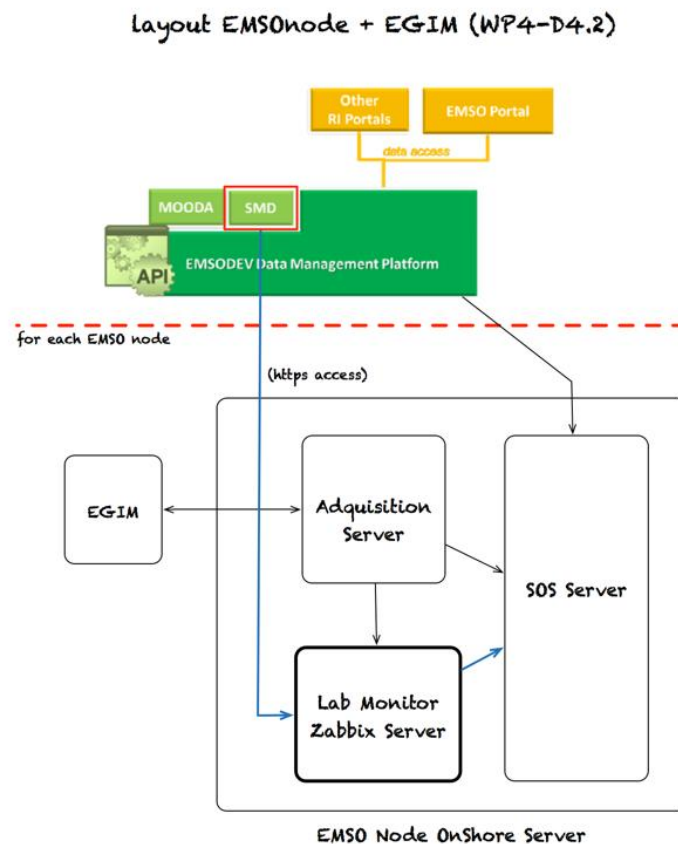 layout EMSOnode + EGIM (WP4-D4.2)
Other
RI Portals
EMSO Portal
data access
MOODA
SMD
API
EMSODEV Data Management Platform
for each EMSO node
(https access)
EGIM
Adquisition
Server
SOS Server
Lab Monitor
Zabbix Server
EMSO Node OnShore Server